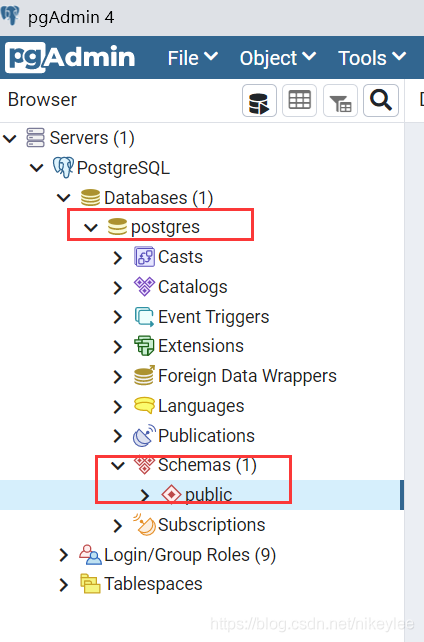 pgAdmin 4
pgAdmin File Object Tools
Browser
Servers (1)
PostgreSQL
Databases (1)
postgres
Casts
Catalogs
Event Triggers
Extensions
Foreign Data Wrappers
Languages
Publications
Schemas (1)
public
Subscriptions
Login/Group Roles (9)
Tablespaces
https://blog.csdn.net/nikeylee